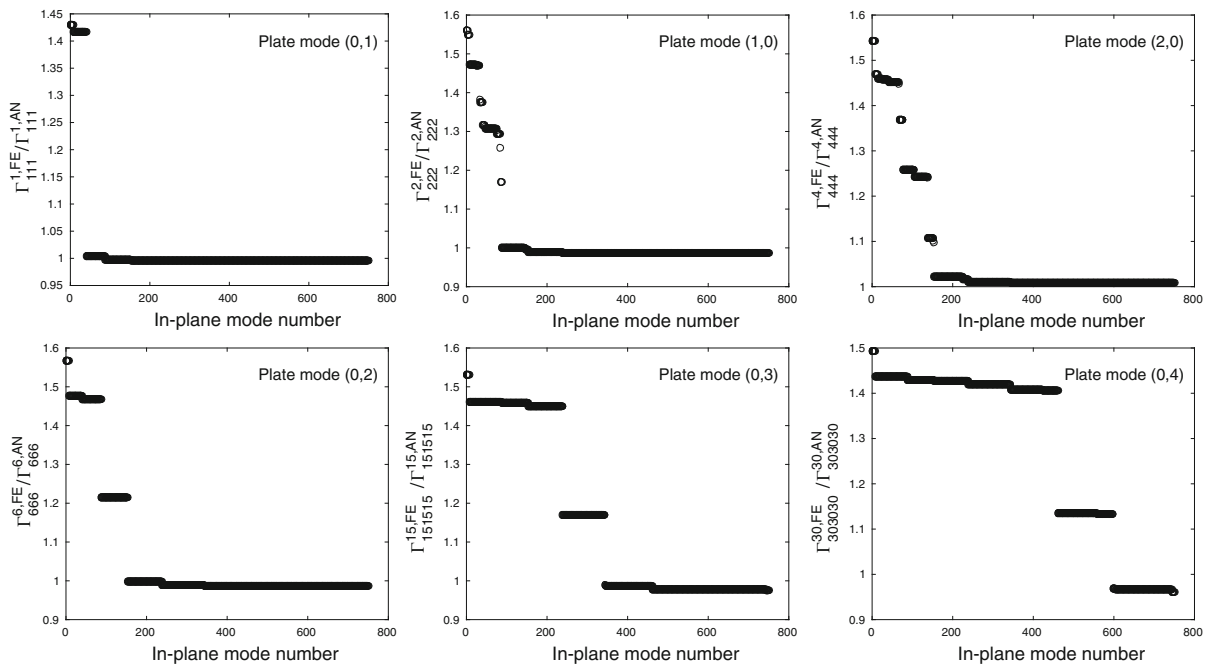 1.45
1.4
1.35
1.3
1.25
1.2
1.15
1.1
1.05
1
0.95
0 200 400 600 800
Plate mode (0,1)
Γ^{1,FE}_{111}/Γ^{1,AN}_{111}
In-plane mode number
1.6
1.5
1.4
1.3
1.2
1.1
1
0.9
0 200 400 600 800
Plate mode (1,0)
Γ^{2,FE}_{222}/Γ^{2,AN}_{222}
In-plane mode number
1.6
1.5
1.4
1.3
1.2
1.1
1
0 200 400 600 800
Plate mode (2,0)
Γ^{4,FE}_{444}/Γ^{4,AN}_{444}
In-plane mode number
1.6
1.5
1.4
1.3
1.2
1.1
1
0.9
0 200 400 600 800
Plate mode (0,2)
Γ^{6,FE}_{666}/Γ^{6,AN}_{666}
In-plane mode number
1.6
1.5
1.4
1.3
1.2
1.1
1
0.9
0 200 400 600 800
Plate mode (0,3)
Γ^{15,FE}_{151515}/Γ^{15,AN}_{151515}
In-plane mode number
1.5
1.4
1.3
1.2
1.1
1
0.9
0 200 400 600 800
Plate mode (0,4)
Γ^{30,FE}_{303030}/Γ^{30,AN}_{303030}
In-plane mode number